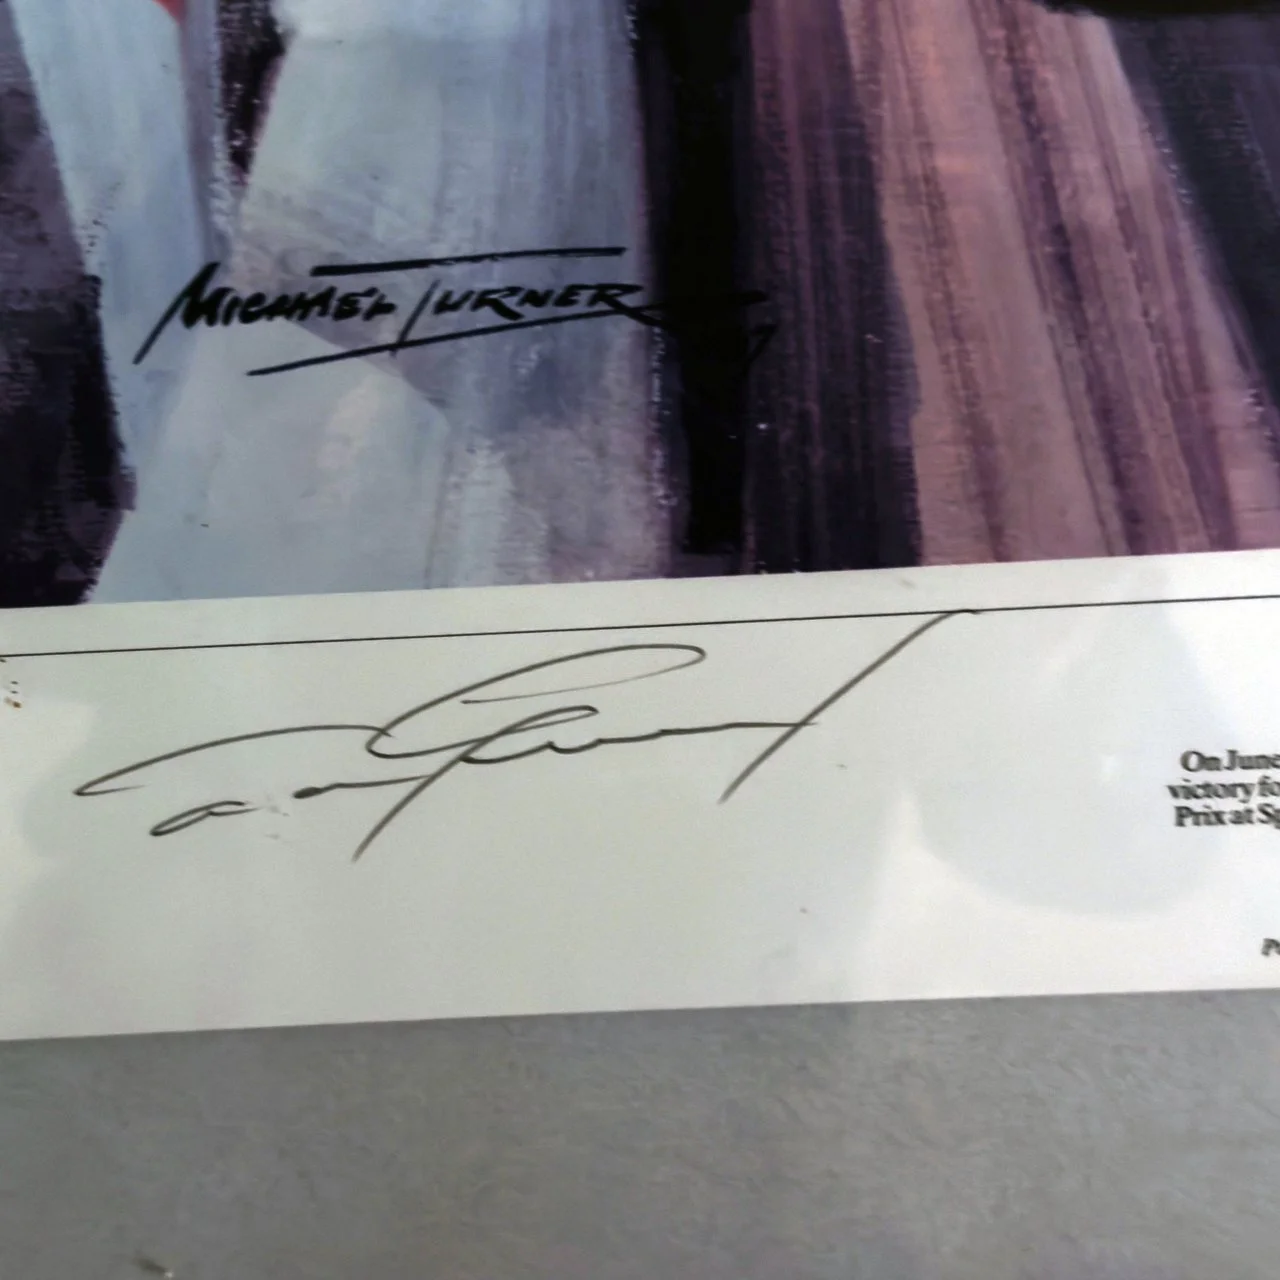 MICHAEL TURNER
On June
victory fo
Prix at Sp